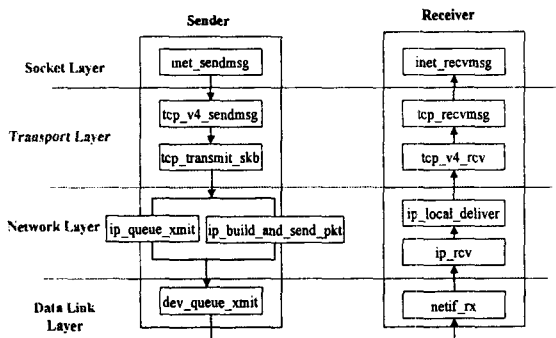 Sender
Receiver
Socket Layer
inet_sendmsg
inet_recvmsg
tcp_v4_sendmsg
tcp_recvmsg
Transport Layer
tcp_transmit_skb
tcp_v4_rcv
Network Layer
ip_queue_xmit
ip_build_and_send_pkt
ip_local_deliver
ip_rcv
Data Link
Layer
dev_queue_xmit
netif_rx